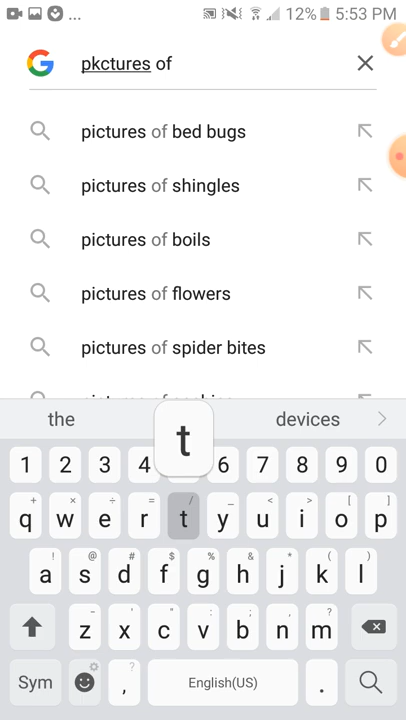 ... 12% 5:53 PM
G pkctures of
pictures of bed bugs
pictures of shingles
pictures of boils
pictures of flowers
pictures of spider bites
the devices
t
1 2 3 4 6 7 8 9 0
+ × ÷ = / _ < > [ ]
q w e r t y u i o p
! @ # $ % & * ( )
a s d f g h j k l
- ' " : ; , ?
z x c v b n m
Sym , ? English(US) .